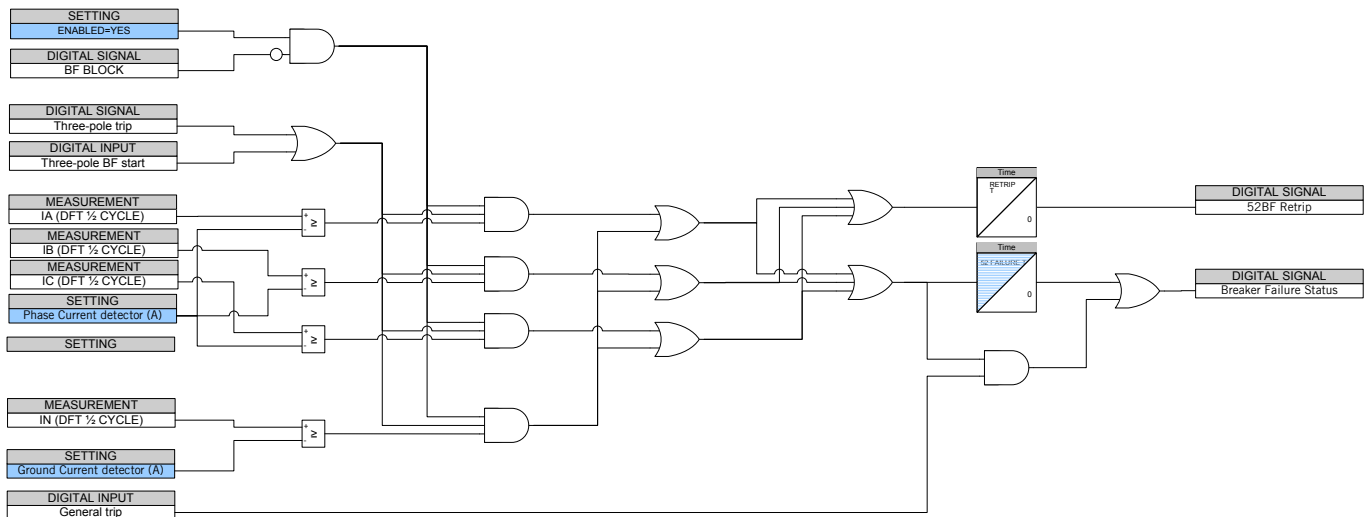 SETTING
ENABLED=YES
DIGITAL SIGNAL
BF BLOCK
DIGITAL SIGNAL
Three-pole trip
DIGITAL INPUT
Three-pole BF start
MEASUREMENT
IA (DFT ½ CYCLE)
+
-
≥
MEASUREMENT
IB (DFT ½ CYCLE)
MEASUREMENT
IC (DFT ½ CYCLE)
+
-
≥
SETTING
Phase Current detector (A)
+
-
≥
SETTING
MEASUREMENT
IN (DFT ½ CYCLE)
+
-
≥
SETTING
Ground Current detector (A)
DIGITAL INPUT
General trip
Time
RETRIP
T
0
DIGITAL SIGNAL
52BF Retrip
Time
52 FAILURE T
0
DIGITAL SIGNAL
Breaker Failure Status